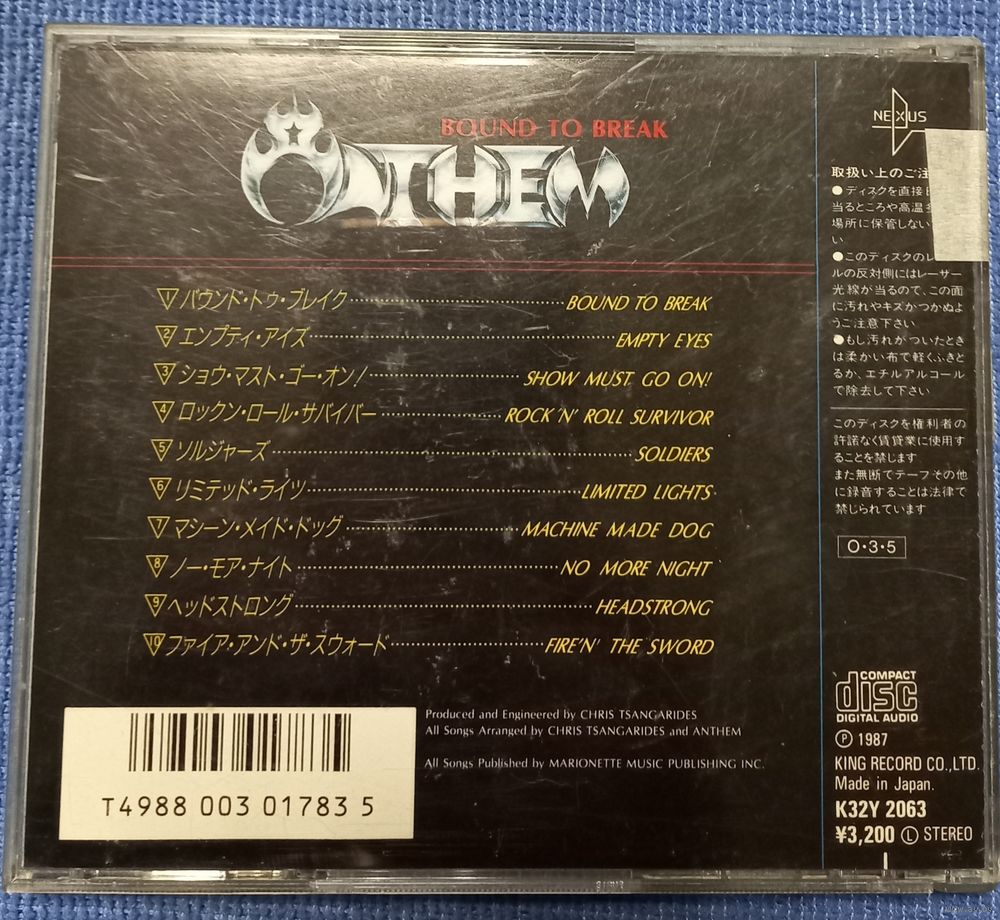 BOUND TO BREAK
ANTHEM
1 バウンド・トゥ・ブレイク BOUND TO BREAK
2 エンプティ・アイズ EMPTY EYES
3 ショウ・マスト・ゴー・オン! SHOW MUST GO ON!
4 ロックン・ロール・サバイバー ROCK 'N' ROLL SURVIVOR
5 ソルジャーズ SOLDIERS
6 リミテッド・ライツ LIMITED LIGHTS
7 マシーン・メイド・ドッグ MACHINE MADE DOG
8 ノー・モア・ナイト NO MORE NIGHT
9 ヘッドストロング HEADSTRONG
10 ファイア・アンド・ザ・スウォード FIRE 'N' THE SWORD
Produced and Engineered by CHRIS TSANGARIDES
All Songs Arranged by CHRIS TSANGARIDES and ANTHEM
All Songs Published by MARIONETTE MUSIC PUBLISHING INC.
T4988 003 01783 5
NEXUS
取扱い上のご注
●ディスクを直接
当るところや高温
場所に保管しない
い
●このディスクのレ
ルの反対側にはレーザー
光線が当るので、この面
に汚れやキズかつかぬよ
うご注意下さい
●もし汚れがついたとき
は柔かい布で軽くふきと
るか、エチルアルコール
で除去して下さい
このディスクを権利者の
許諾なく賃貸業に使用す
ることを禁じます
また無断でテープその他
に録音することは法律で
禁じられています
O・3・5
COMPACT
disc
DIGITAL AUDIO
Ⓟ 1987
KING RECORD CO.,LTD.
Made in Japan.
K32Y 2063
¥3,200 Ⓛ STEREO